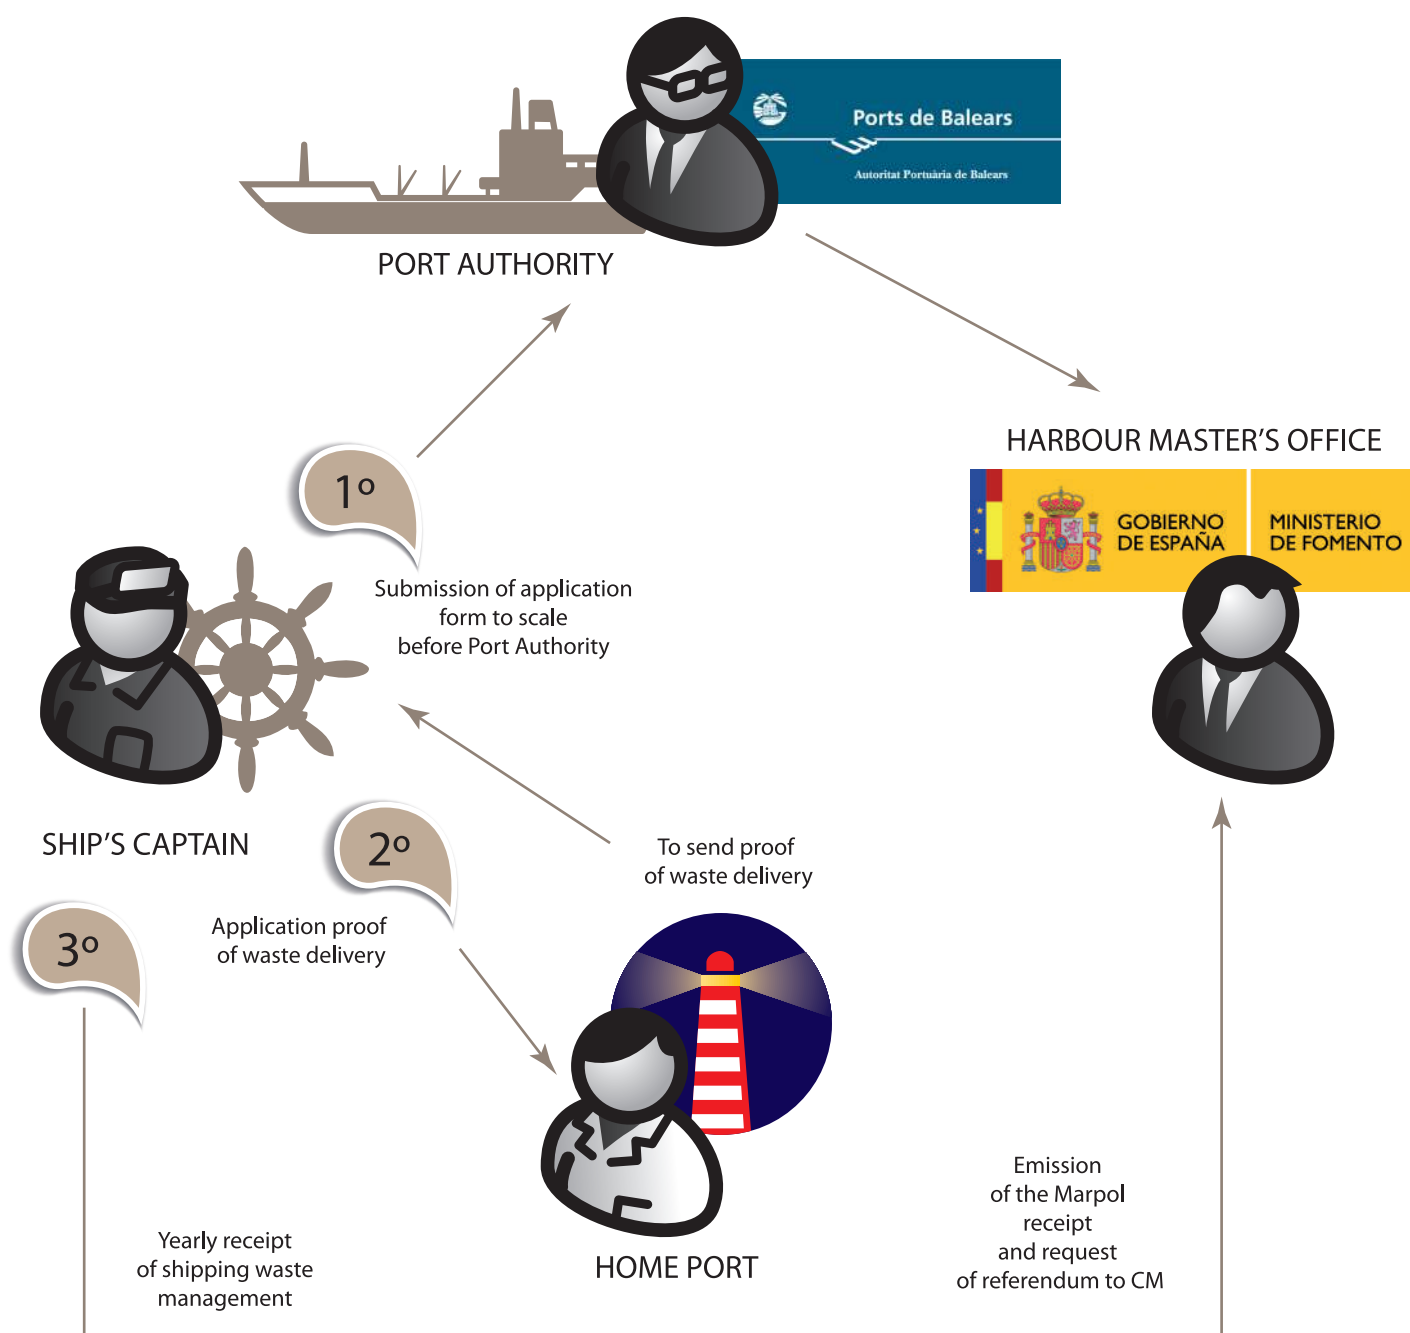 Ports de Balears
Autoritat Portuària de Balears
PORT AUTHORITY
HARBOUR MASTER'S OFFICE
GOBIERNO
DE ESPAÑA
MINISTERIO
DE FOMENTO
1º
Submission of application
form to scale
before Port Authority
SHIP'S CAPTAIN
2º
To send proof
of waste delivery
Application proof
of waste delivery
3º
Emission
of the Marpol
receipt
and request
of referendum to CM
Yearly receipt
of shipping waste
management
HOME PORT